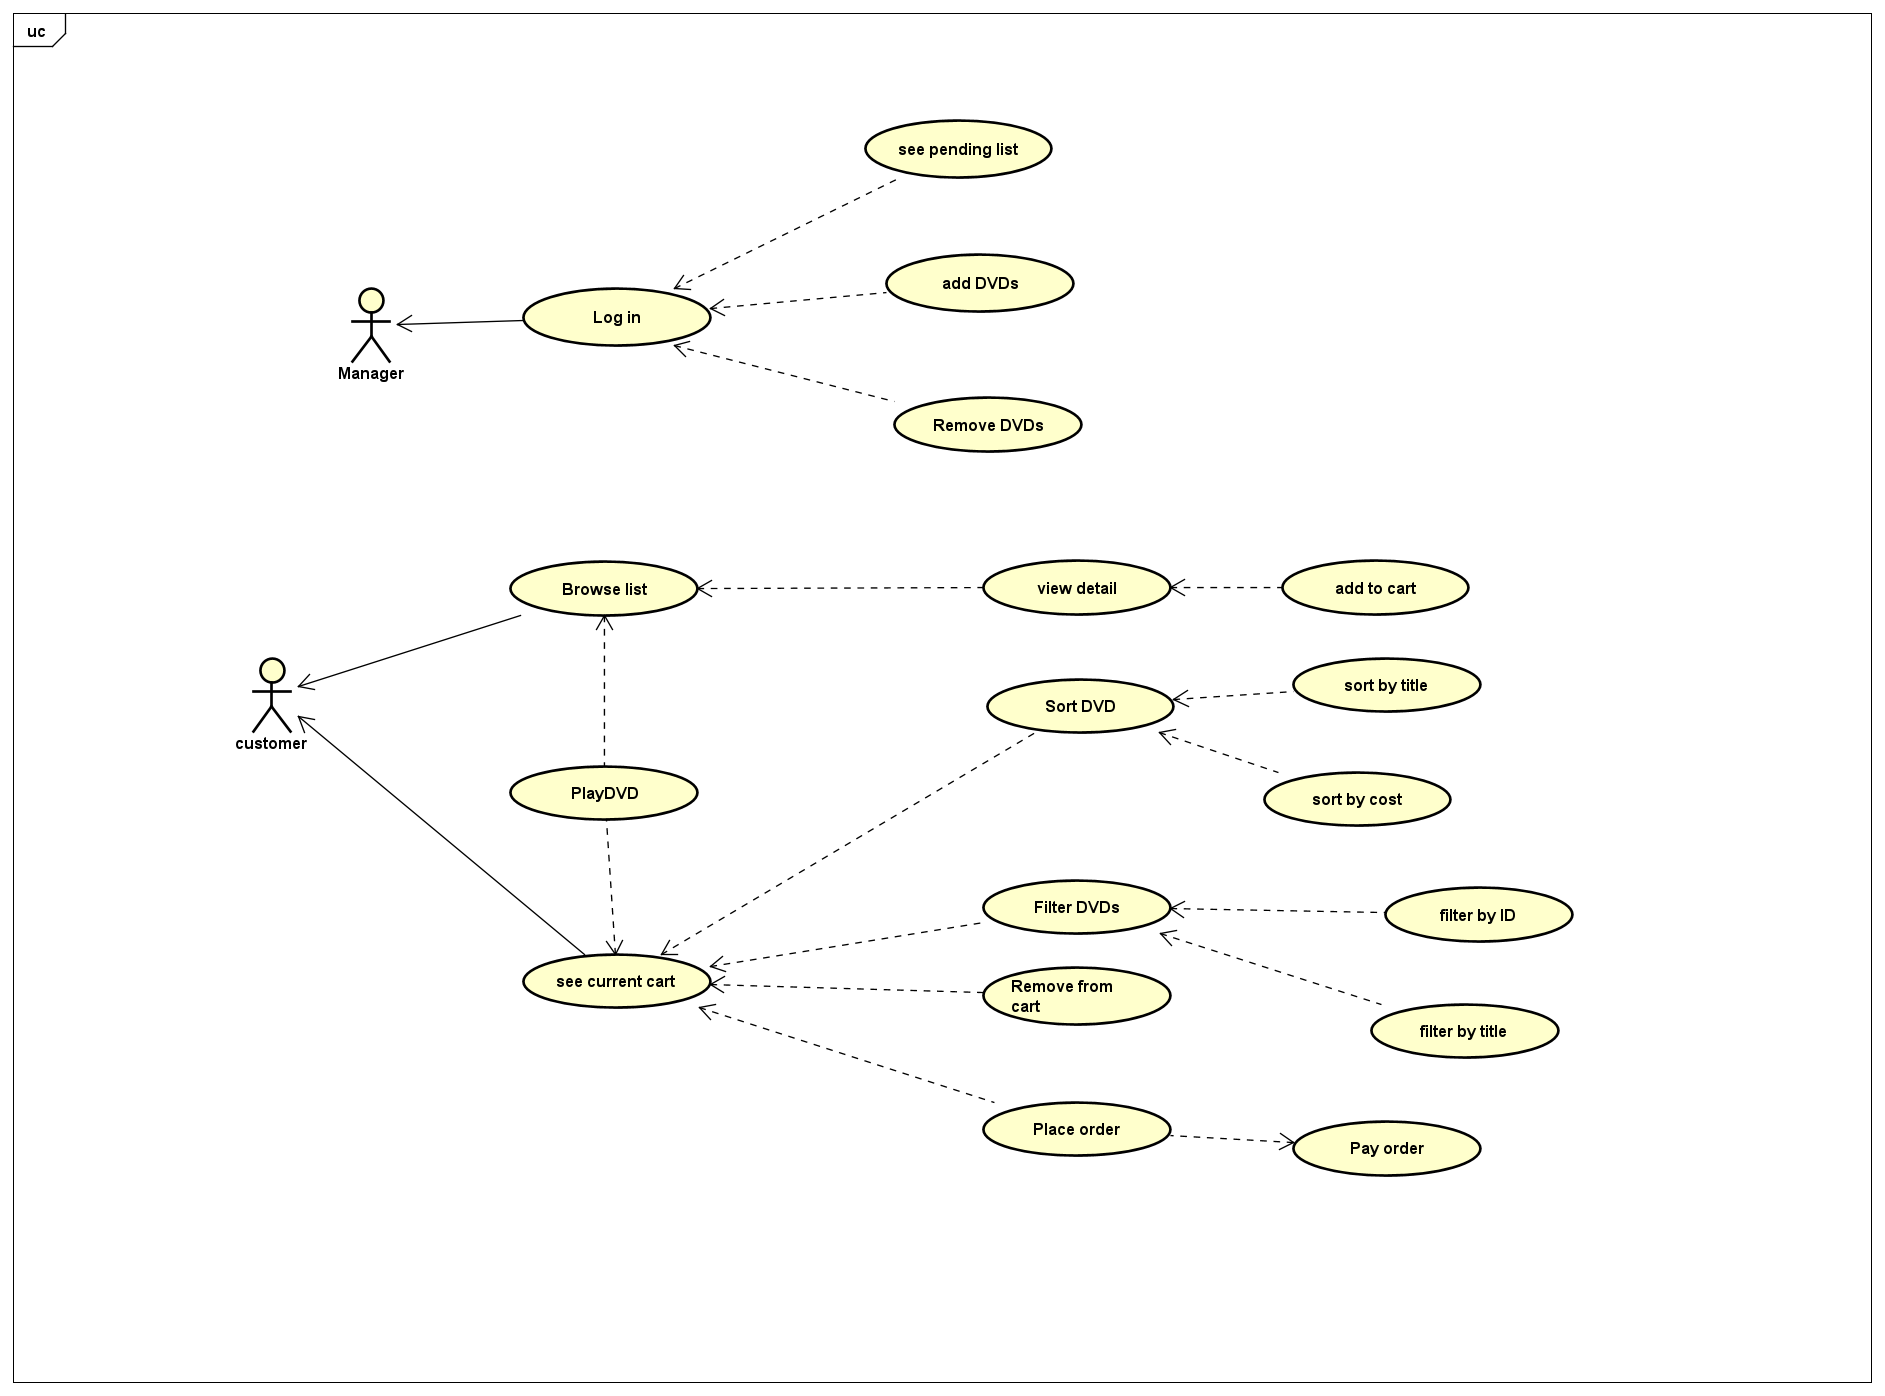 uc
see pending list
add DVDs
Log in
Manager
Remove DVDs
Browse list
view detail
add to cart
sort by title
Sort DVD
customer
PlayDVD
sort by cost
Filter DVDs
filter by ID
see current cart
Remove from
cart
filter by title
Place order
Pay order